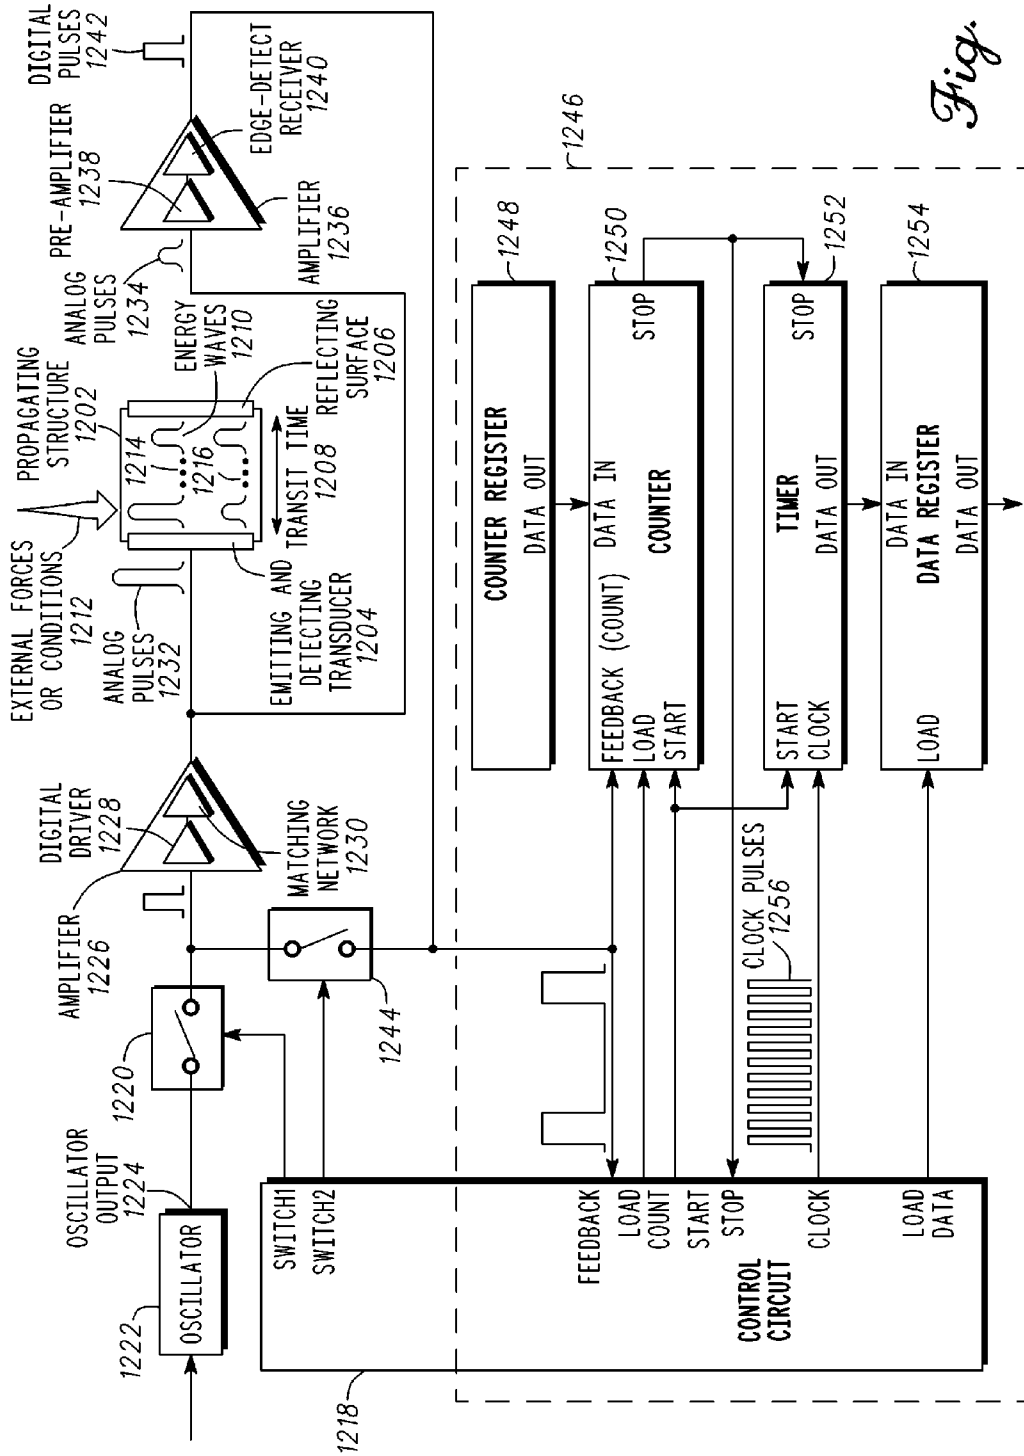 OSCILLATOR
OUTPUT
1224
1222
OSCILLATOR
1220
AMPLIFIER
1226
DIGITAL
DRIVER
1228
MATCHING
NETWORK
1230
1244
EXTERNAL FORCES
OR CONDITIONS
1212
ANALOG
PULSES
1232
PROPAGATING
STRUCTURE
1202
1214
1216
EMITTING AND
DETECTING
TRANSDUCER
1204
TRANSIT TIME
1208
ENERGY
WAVES
1210
REFLECTING
SURFACE
1206
ANALOG
PULSES
1234
PRE-AMPLIFIER
1238
AMPLIFIER
1236
EDGE-DETECT
RECEIVER
1240
DIGITAL
PULSES
1242
1218
SWITCH1
SWITCH2
FEEDBACK
LOAD
COUNT
START
STOP
CLOCK
LOAD
DATA
CONTROL
CIRCUIT
CLOCK PULSES
1256
1246
COUNTER REGISTER
DATA OUT
1248
FEEDBACK (COUNT)
LOAD
START
DATA IN
COUNTER
STOP
1250
START
CLOCK
TIMER
DATA OUT
STOP
1252
LOAD
DATA IN
DATA REGISTER
DATA OUT
1254
Fig.